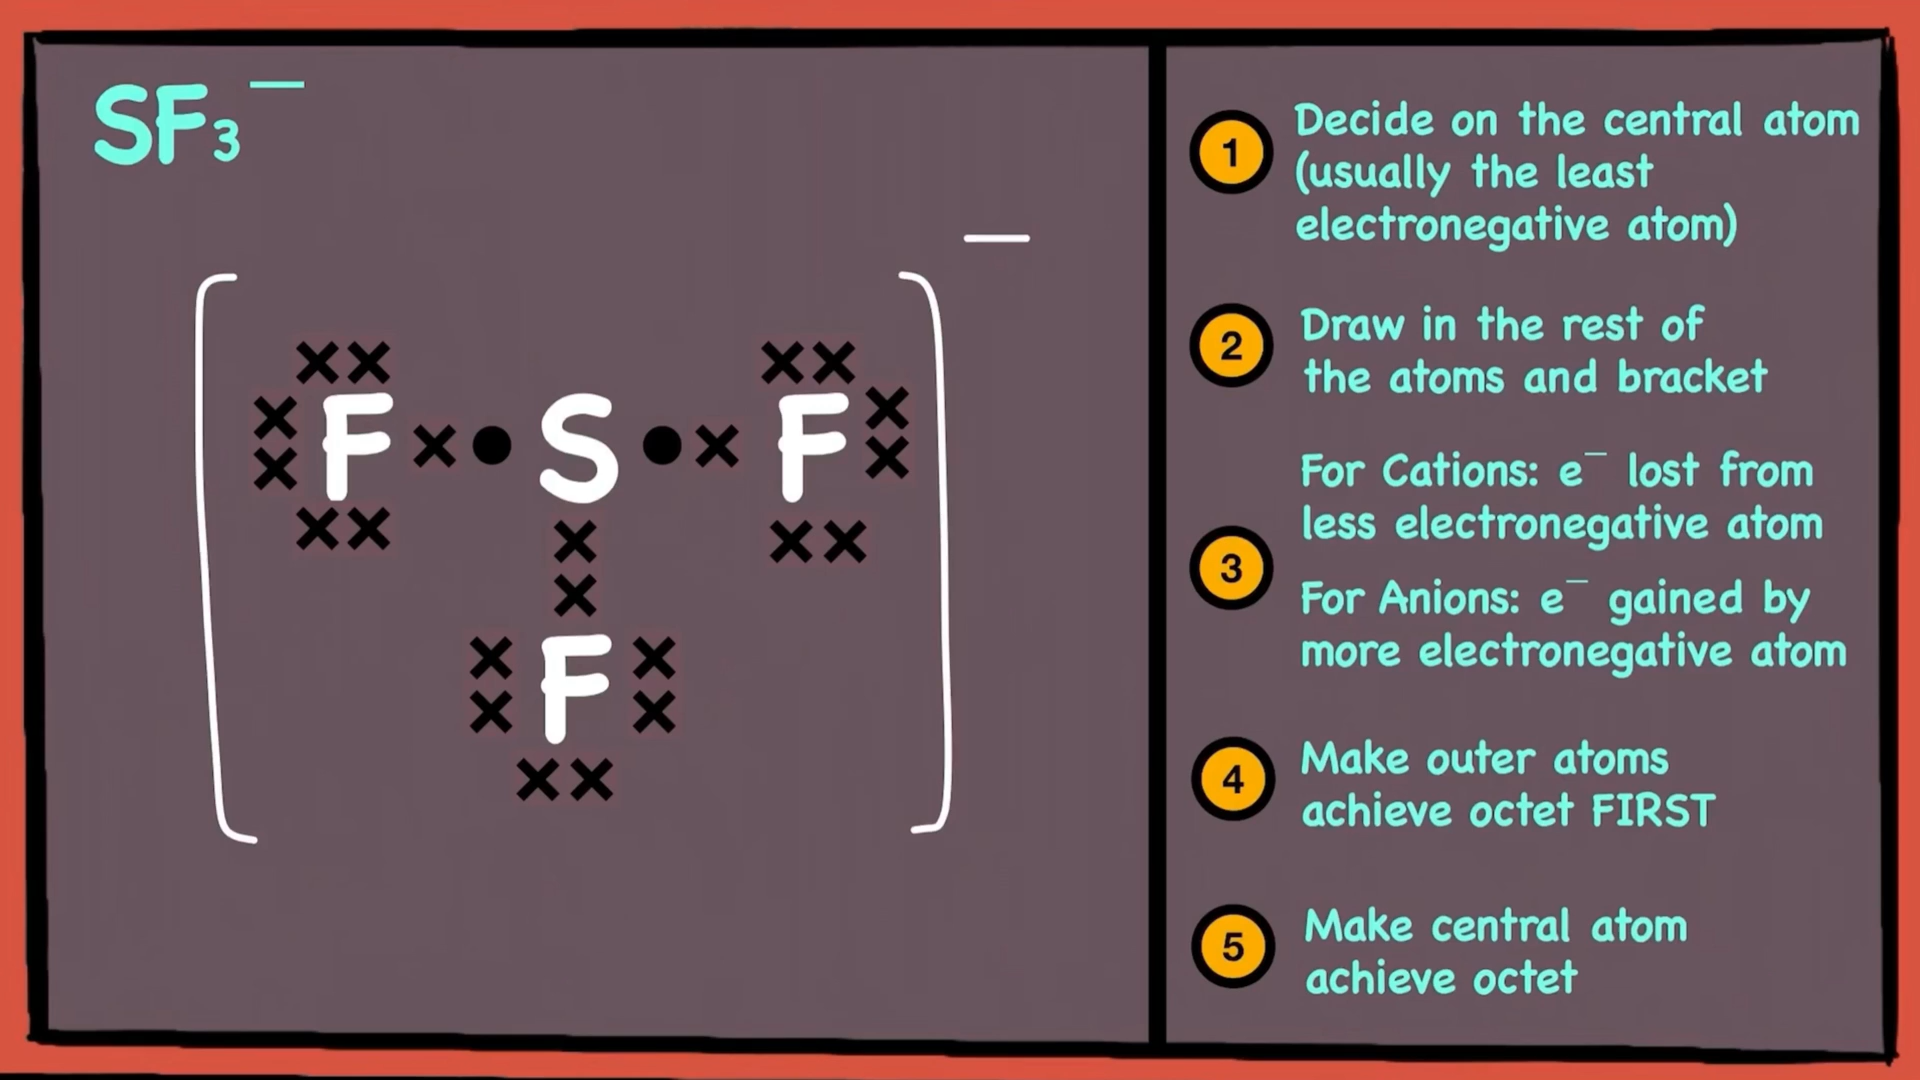 SF₃⁻
F S F
F
1 Decide on the central atom
(usually the least
electronegative atom)
2 Draw in the rest of
the atoms and bracket
3 For Cations: e⁻ lost from
less electronegative atom
For Anions: e⁻ gained by
more electronegative atom
4 Make outer atoms
achieve octet FIRST
5 Make central atom
achieve octet